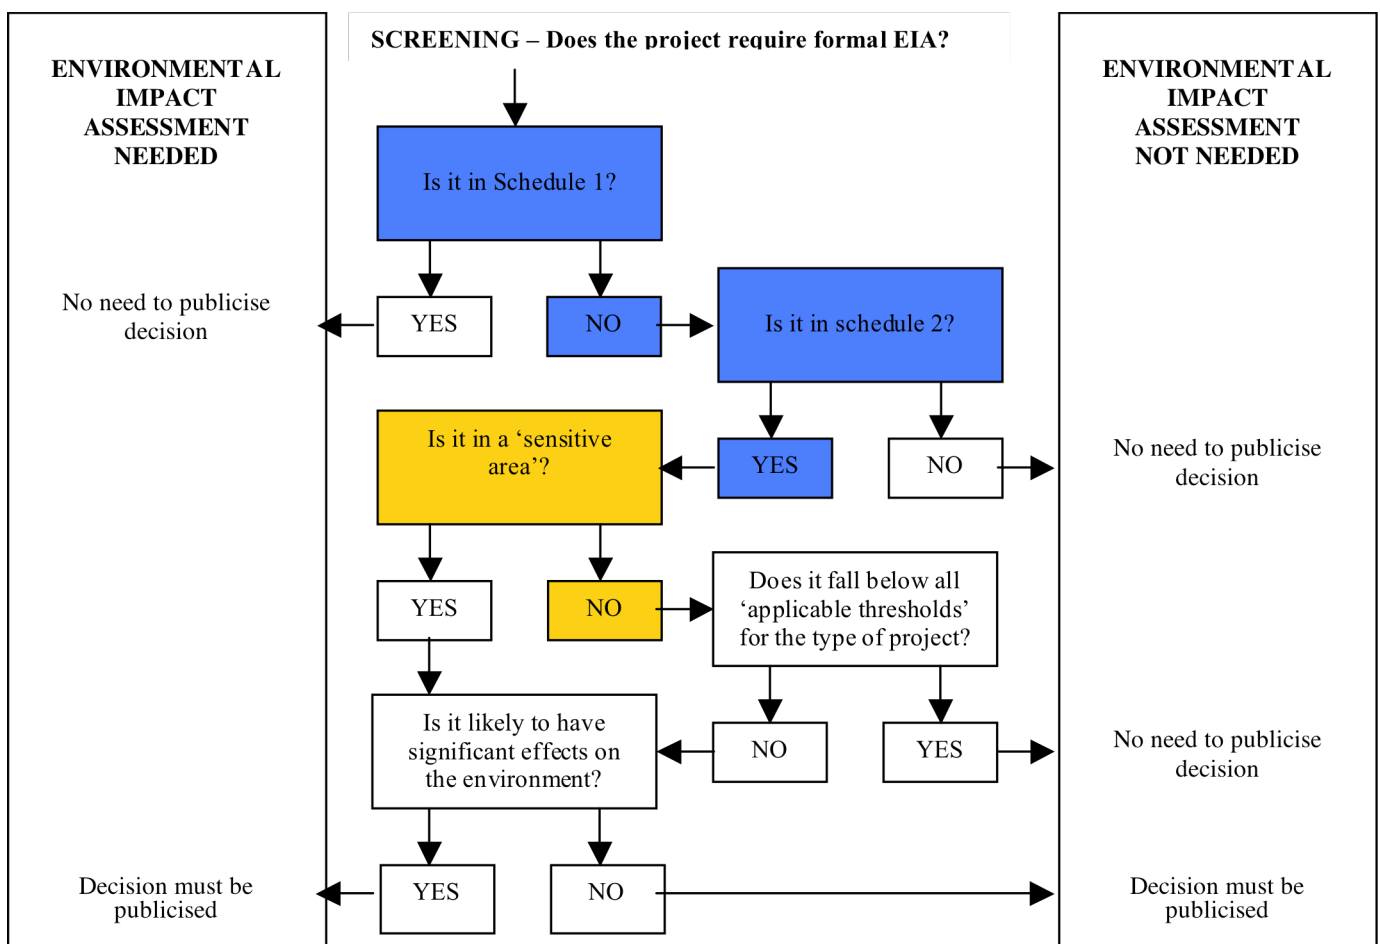 SCREENING – Does the project require formal EIA?
ENVIRONMENTAL
IMPACT
ASSESSMENT
NEEDED
ENVIRONMENTAL
IMPACT
ASSESSMENT
NOT NEEDED
Is it in Schedule 1?
No need to publicise
decision
YES
NO
Is it in schedule 2?
Is it in a ‘sensitive
area’?
YES
NO
No need to publicise
decision
YES
NO
Does it fall below all
‘applicable thresholds’
for the type of project?
Is it likely to have
significant effects on
the environment?
NO
YES
No need to publicise
decision
Decision must be
publicised
YES
NO
Decision must be
publicised